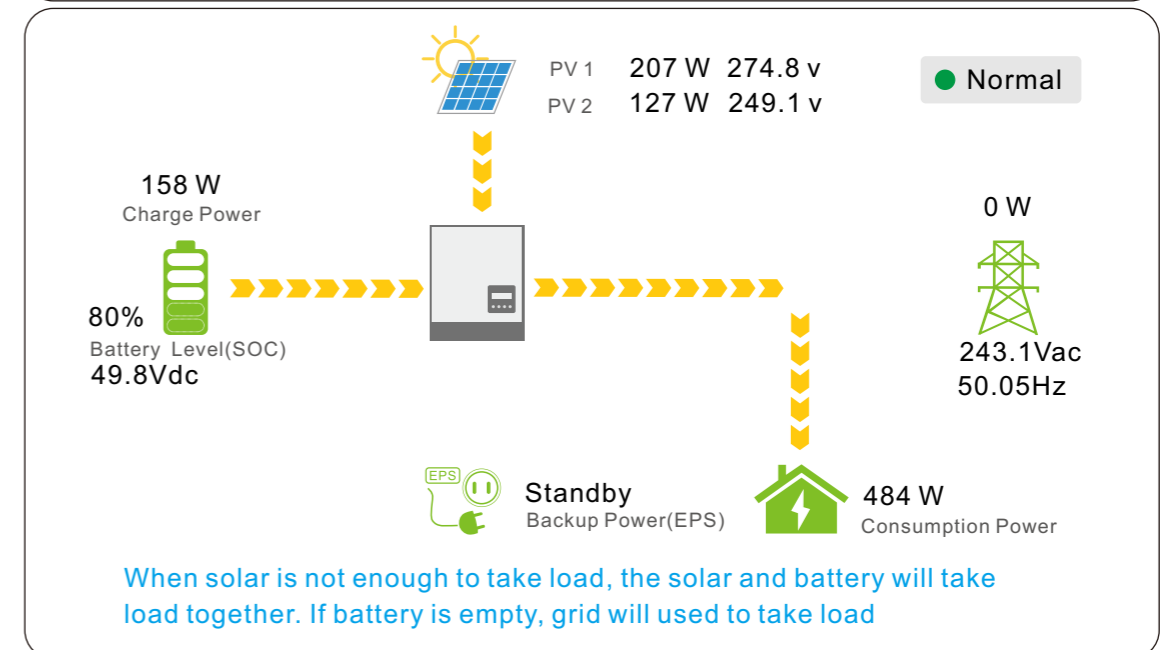 PV 1 207 W 274.8 v
PV 2 127 W 249.1 v
Normal
158 W
Charge Power
0 W
80%
Battery Level(SOC)
49.8Vdc
243.1Vac
50.05Hz
EPS
Standby
Backup Power(EPS)
484 W
Consumption Power
When solar is not enough to take load, the solar and battery will take
load together. If battery is empty, grid will used to take load